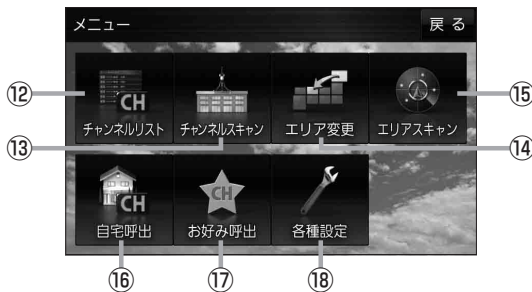 メニュー 戻る
⑫ CH CH ⑮
チャンネルリスト チャンネルスキャン エリア変更 エリアスキャン
⑬ ⑭
CH CH
自宅呼出 お好み呼出 各種設定
⑯ ⑰ ⑱